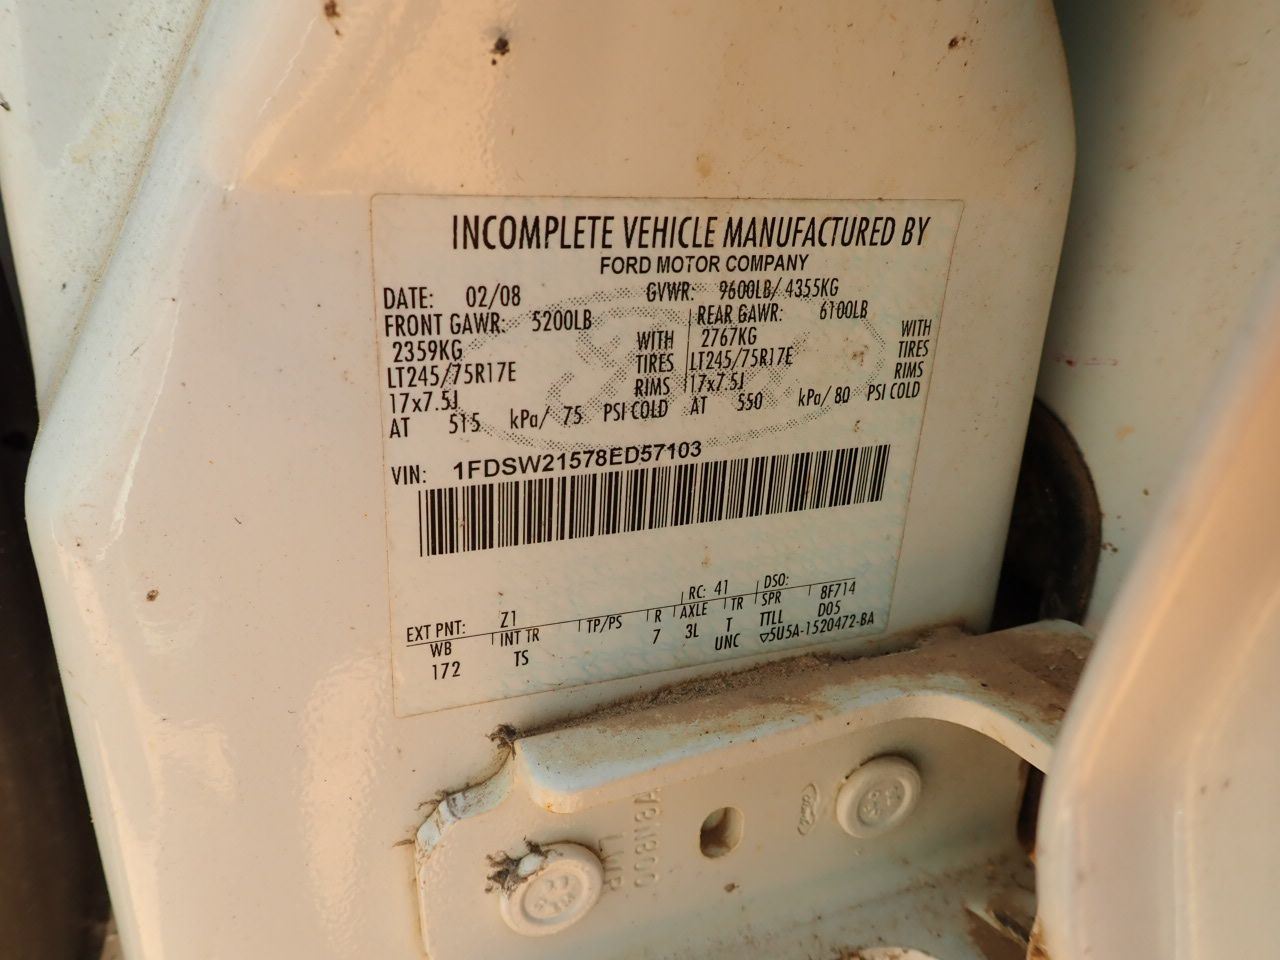 INCOMPLETE VEHICLE MANUFACTURED BY
FORD MOTOR COMPANY
DATE: 02/08 GVWR: 9600LB/ 4355KG
FRONT GAWR: 5200LB REAR GAWR: 6100LB
2359KG WITH 2767KG WITH
LT245/75R17E TIRES LT245/75R17E TIRES
17x7.5J RIMS 17x7.5J RIMS
AT 515 kPa/ 75 PSI COLD AT 550 kPa/ 80 PSI COLD
VIN: 1FDSW21578ED57103
EXT PNT: Z1 RC: 41 DSO:
WB INT TR TP/PS R AXLE TR SPR 8F714
172 TS 7 3L T TTLL D05
UNC ▽5U5A-1520472-BA